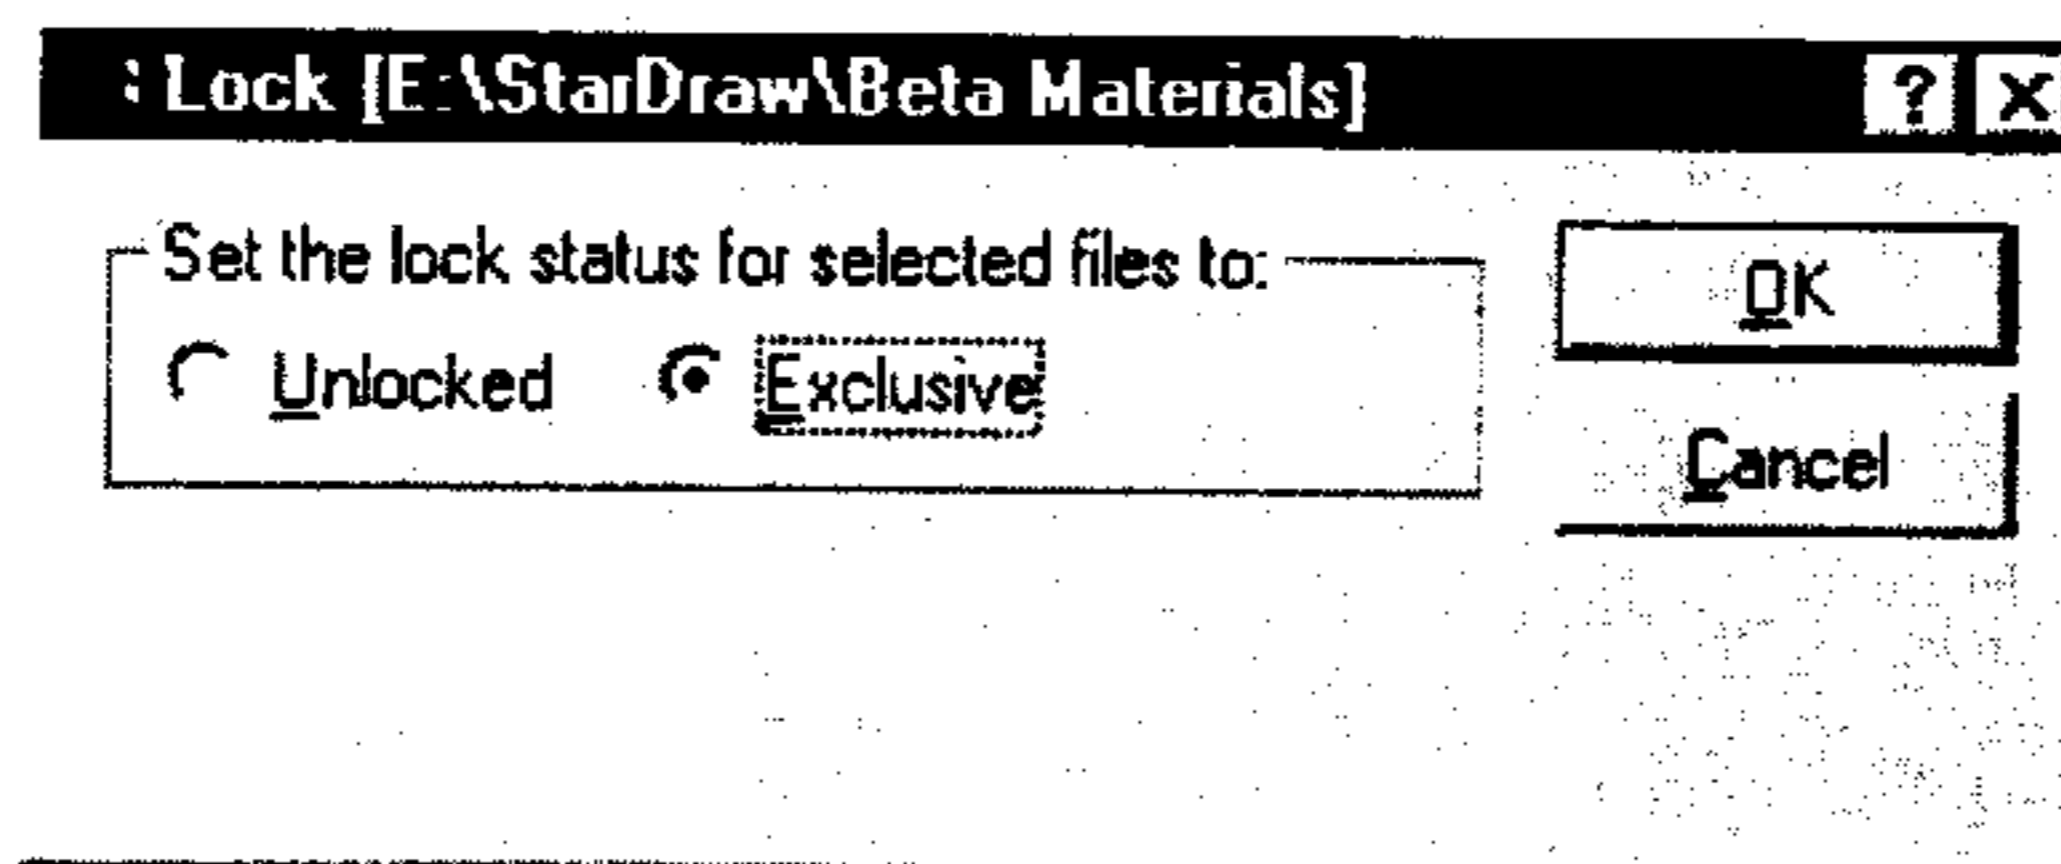 : Lock [E:\StarDraw\Beta Materials] ? X
Set the lock status for selected files to:
Unlocked Exclusive
OK
Cancel